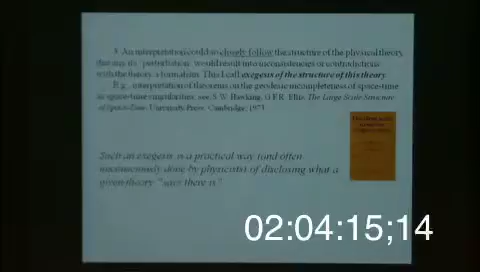 3. An interpretation could so closely follow the structure of the physical theory,
that any its "perturbation" would result into inconsistences or contradictions
with the theory's formalism. This I call exegesis of the structure of this theory.
E.g., interpretation of theorems on the geodesic incompleteness of space-time
as space-time singularities; see S. W. Hawking, G.F.R. Ellis, The Large Scale Structure
of Space-Time, University Press, Cambridge, 1973
Such an exegesis is a practical way (and often
unconsciously done by physicists) of disclosing what a
given theory "says there is".
02:04:15;14